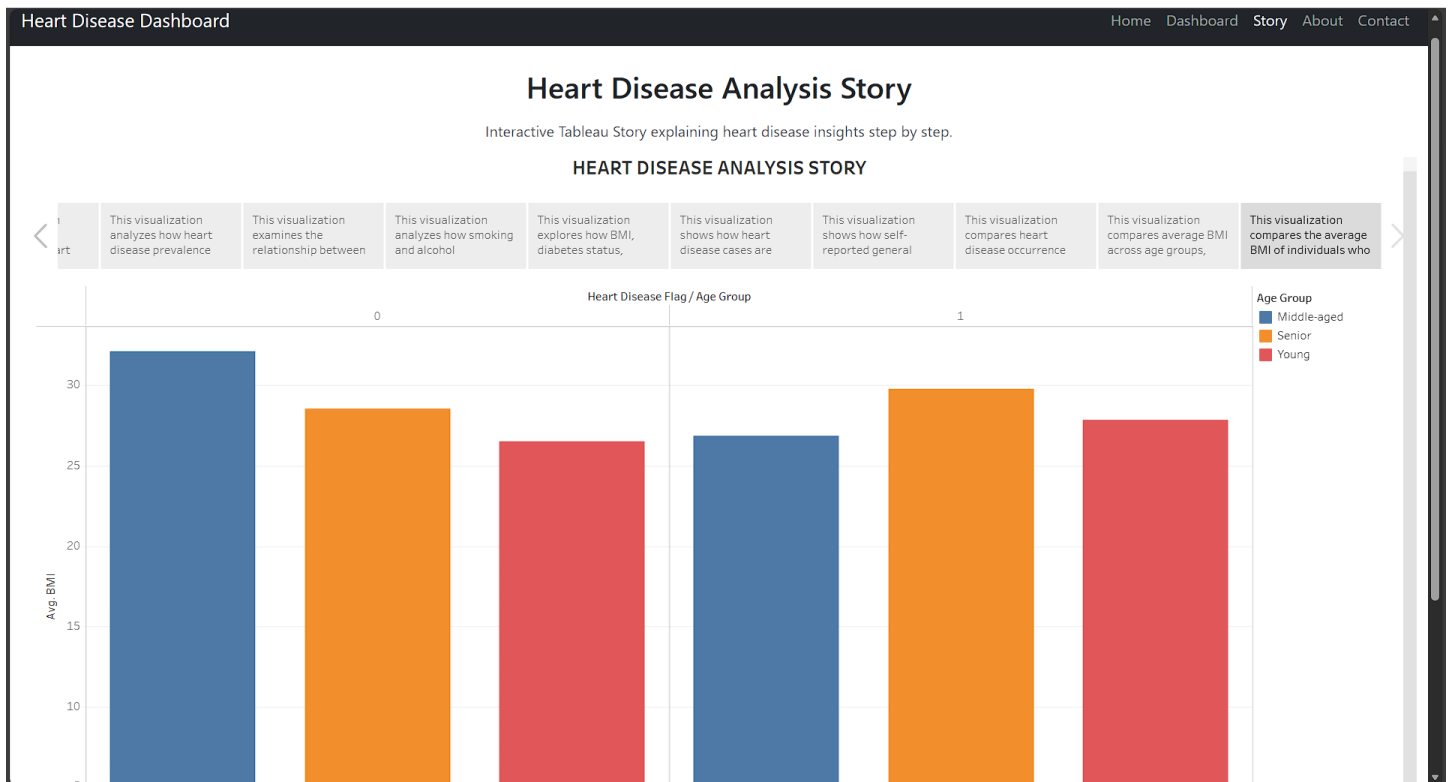 Heart Disease Dashboard
Home Dashboard Story About Contact
Heart Disease Analysis Story
Interactive Tableau Story explaining heart disease insights step by step.
HEART DISEASE ANALYSIS STORY
This visualization
analyzes how heart
disease prevalence
This visualization
examines the
relationship between
This visualization
analyzes how smoking
and alcohol
This visualization
explores how BMI,
diabetes status,
This visualization
shows how heart
disease cases are
This visualization
shows how self-
reported general
This visualization
compares heart
disease occurrence
This visualization
compares average BMI
across age groups,
This visualization
compares the average
BMI of individuals who
Heart Disease Flag / Age Group
0
1
Age Group
Middle-aged
Senior
Young
30
25
20
15
10
Avg. BMI